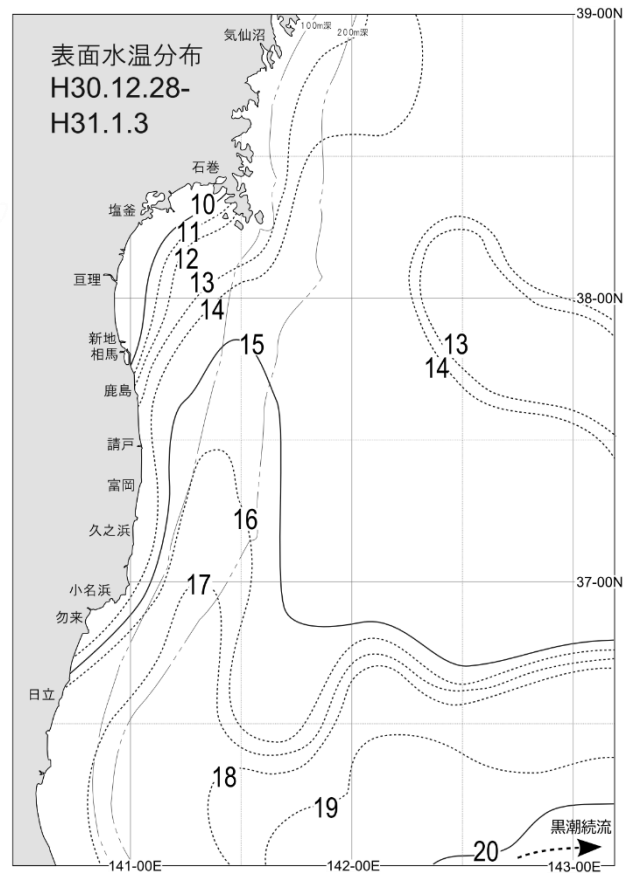 表面水温分布
H30.12.28-
H31.1.3
気仙沼
100m深
200m深
39-00N
石巻
塩釜
10
11
12
亘理
13
14
38-00N
新地
相馬
15
13
14
鹿島
請戸
富岡
16
久之浜
小名浜
17
37-00N
勿来
日立
18
19
黒潮続流
20
141-00E
142-00E
143-00E